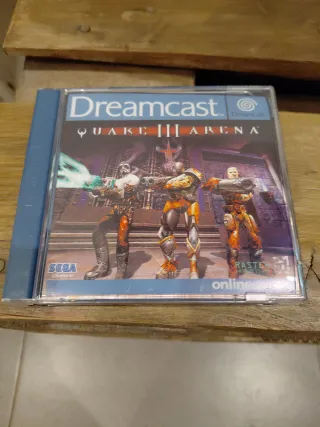 Dreamcast
QUAKE III ARENA
SEGA
online